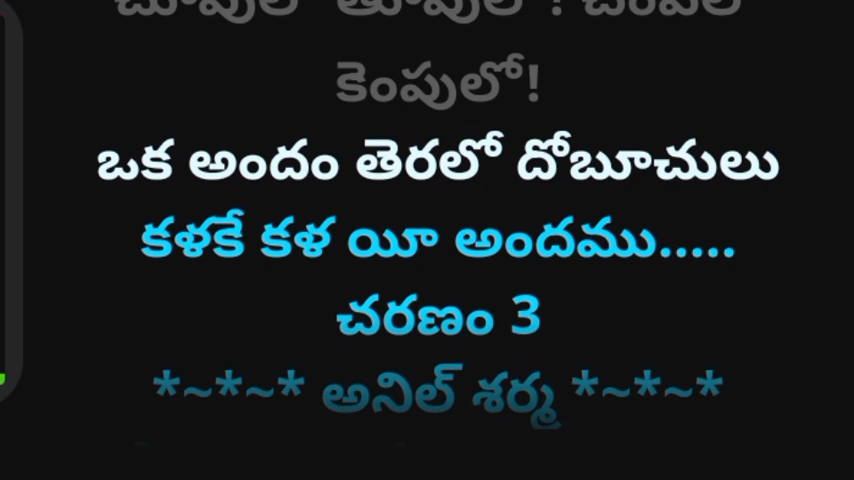 కెంపులో!
ఒక అందం తెరలో దోబూచులు
కళకే కళ యీ అందము.....
చరణం 3
*~*~* అనిల్ శర్మ *~*~*